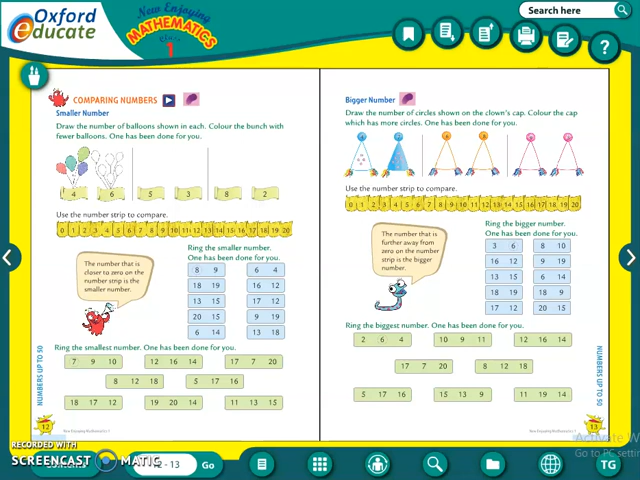 Oxford
educate
New Enjoying
MATHEMATICS
1
Search here
?
COMPARING NUMBERS
Smaller Number
Draw the number of balloons shown in each. Colour the bunch with
fewer balloons. One has been done for you.
4 6 5 3 8 2
Use the number strip to compare.
0 1 2 3 4 5 6 7 8 9 10 11 12 13 14 15 16 17 18 19 20
The number that is
closer to zero on the
number strip is the
smaller number.
Ring the smaller number.
One has been done for you.
8 9 6 4
18 19 16 12
13 15 17 12
20 15 9 19
6 14 13 18
Ring the smallest number. One has been done for you.
7 9 10 12 16 14 17 7 20
8 12 18 5 17 16
18 17 12 19 20 14 11 13 15
NUMBERS UP TO 50
12
New Enjoying Mathematics 1
Bigger Number
Draw the number of circles shown on the clown's cap. Colour the cap
which has more circles. One has been done for you.
Use the number strip to compare.
0 1 2 3 4 5 6 7 8 9 10 11 12 13 14 15 16 17 18 19 20
The number that is
further away from
zero on the number
strip is the bigger
number.
Ring the bigger number.
One has been done for you.
3 6 8 10
16 12 9 19
13 15 6 14
18 19 18 9
17 12 20 15
Ring the biggest number. One has been done for you.
2 6 4 10 9 11 12 16 14
17 7 20 8 12 18
5 17 16 15 13 9 11 19 14
NUMBERS UP TO 50
13
New Enjoying Mathematics 1
Activate W
Go to PC settin
RECORDED WITH
SCREENCAST MATIC
2 - 13
Go
TG